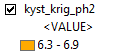 kyst_krig_ph2
<VALUE>
6.3 - 6.9